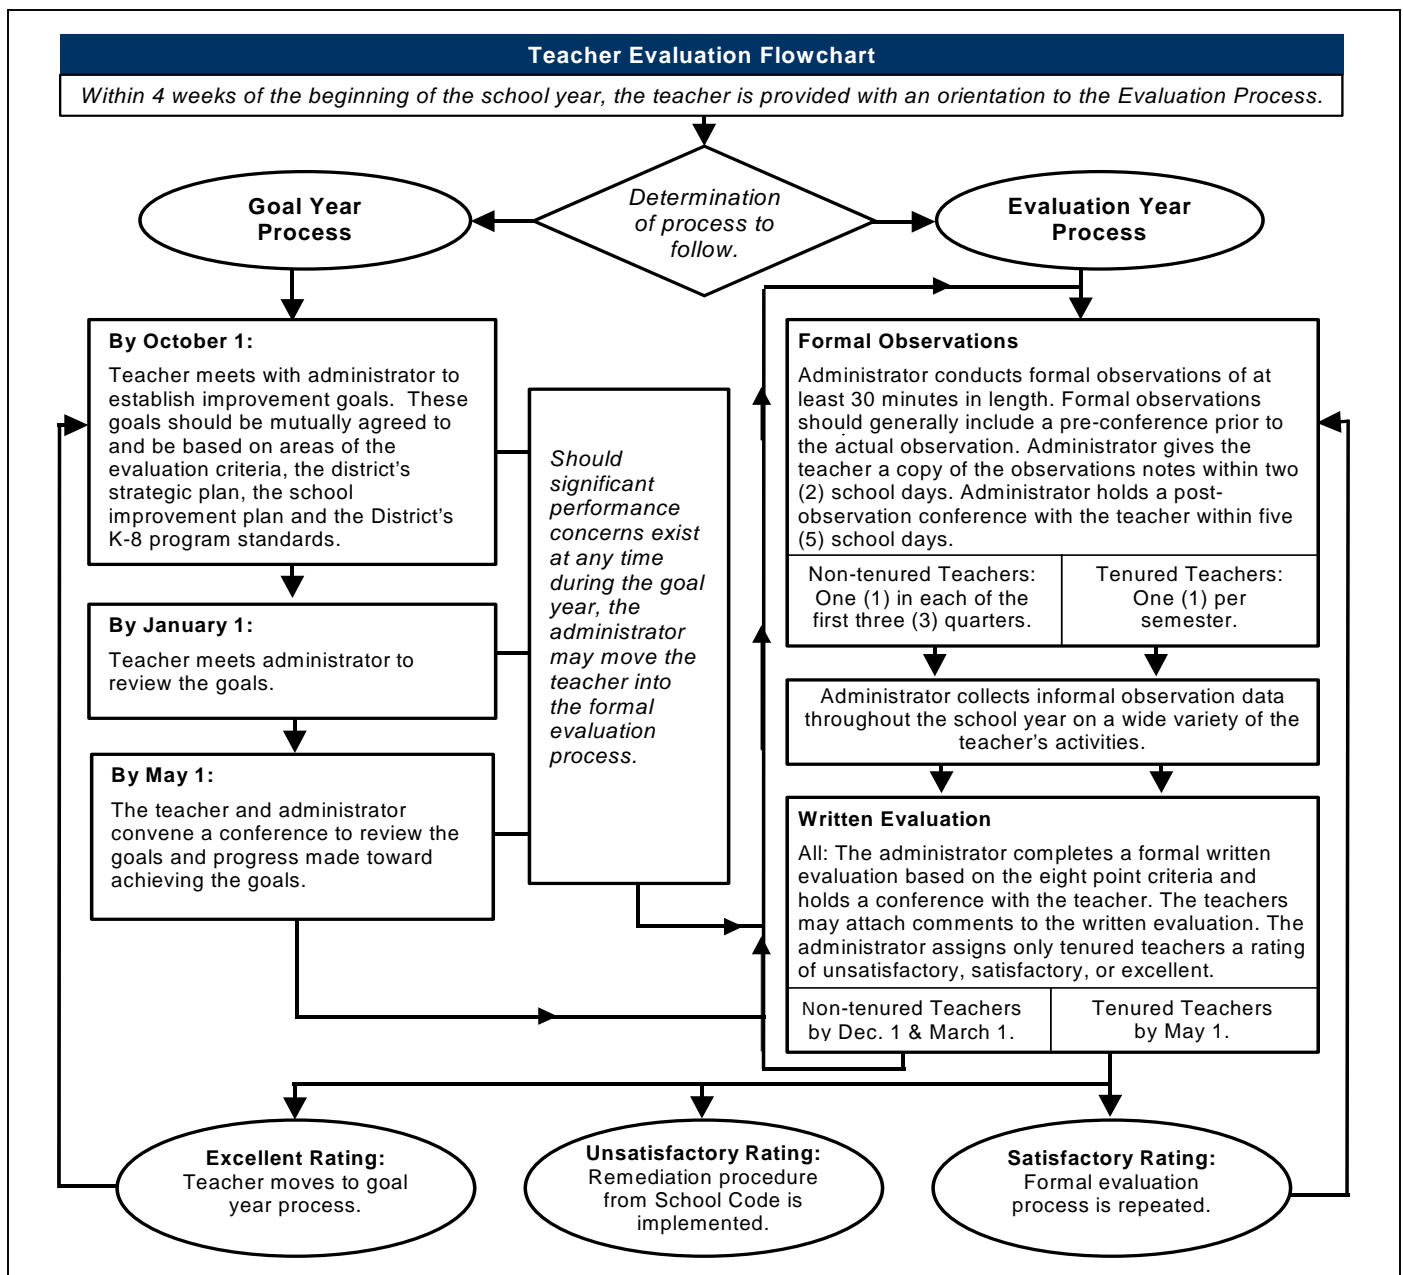 Teacher Evaluation Flowchart
Within 4 weeks of the beginning of the school year, the teacher is provided with an orientation to the Evaluation Process.
Determination
of process to
follow.
Goal Year
Process
Evaluation Year
Process
By October 1:
Teacher meets with administrator to
establish improvement goals.  These
goals should be mutually agreed to
and be based on areas of the
evaluation criteria, the district's
strategic plan, the school
improvement plan and the District's
K-8 program standards.
By January 1:
Teacher meets administrator to
review the goals.
By May 1:
The teacher and administrator
convene a conference to review the
goals and progress made toward
achieving the goals.
Should
significant
performance
concerns exist
at any time
during the goal
year, the
administrator
may move the
teacher into
the formal
evaluation
process.
Formal Observations
Administrator conducts formal observations of at
least 30 minutes in length. Formal observations
should generally include a pre-conference prior to
the actual observation. Administrator gives the
teacher a copy of the observations notes within two
(2) school days. Administrator holds a post-
observation conference with the teacher within five
(5) school days.
Non-tenured Teachers:
One (1) in each of the
first three (3) quarters.
Tenured Teachers:
One (1) per
semester.
Administrator collects informal observation data
throughout the school year on a wide variety of the
teacher's activities.
Written Evaluation
All: The administrator completes a formal written
evaluation based on the eight point criteria and
holds a conference with the teacher. The teachers
may attach comments to the written evaluation. The
administrator assigns only tenured teachers a rating
of unsatisfactory, satisfactory, or excellent.
Non-tenured Teachers
by Dec. 1 & March 1.
Tenured Teachers
by May 1.
Excellent Rating:
Teacher moves to goal
year process.
Unsatisfactory Rating:
Remediation procedure
from School Code is
implemented.
Satisfactory Rating:
Formal evaluation
process is repeated.